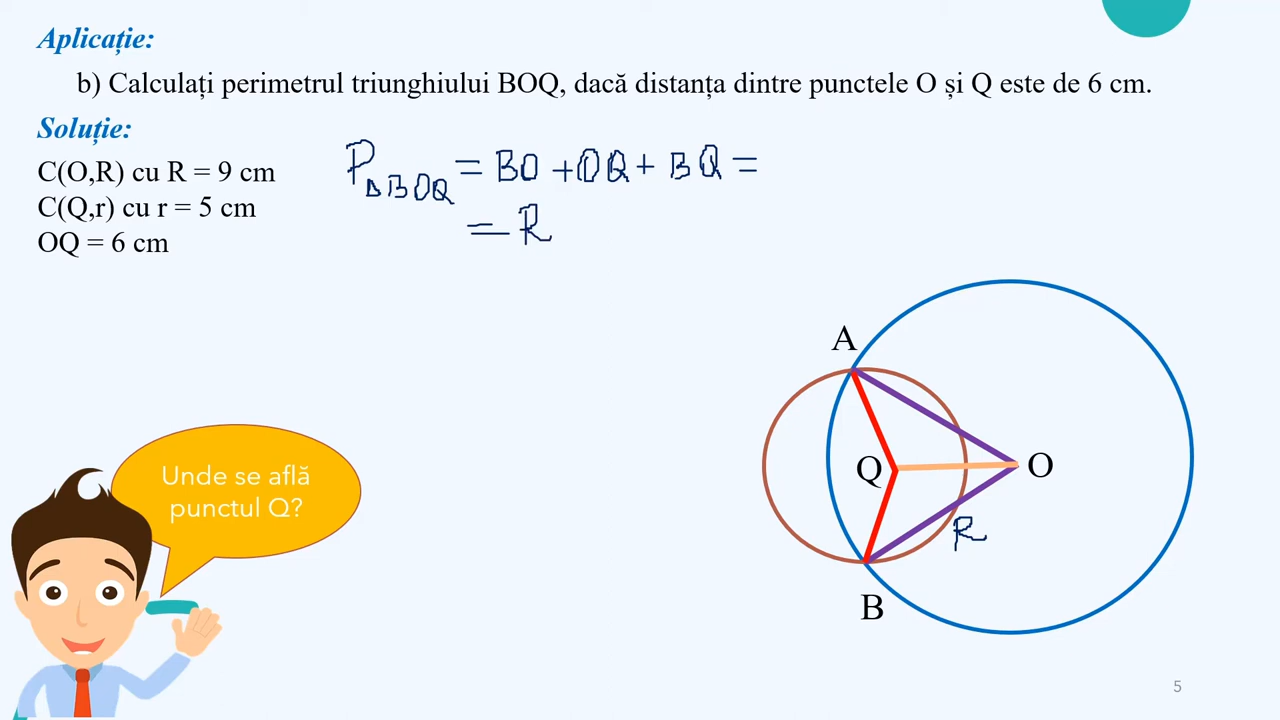 Aplicație:
b) Calculați perimetrul triunghiului BOQ, dacă distanța dintre punctele O și Q este de 6 cm.
Soluție:
C(O,R) cu R = 9 cm
C(Q,r) cu r = 5 cm
OQ = 6 cm
P△BOQ = BO + OQ + BQ =
= R
A
Q
O
R
B
Unde se află
punctul Q?
5